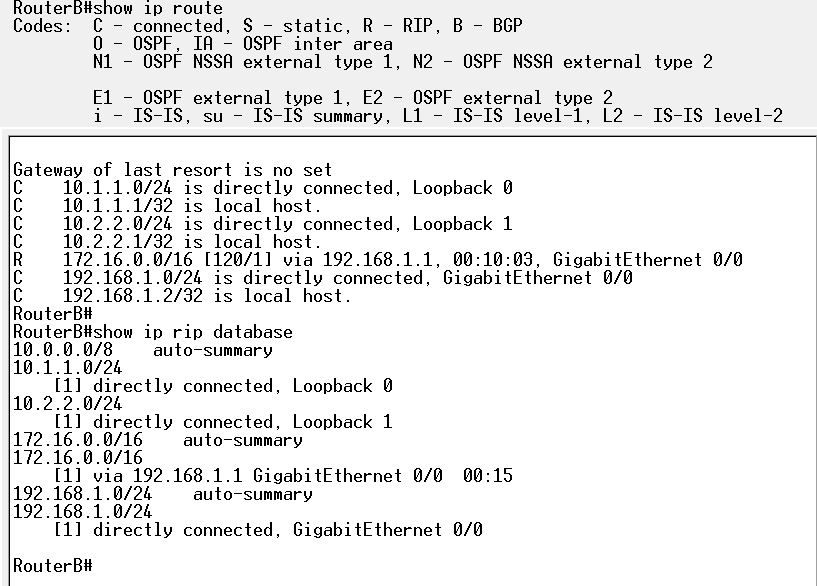 RouterB#show ip route
Codes:  C - connected, S - static, R - RIP, B - BGP
        O - OSPF, IA - OSPF inter area
        N1 - OSPF NSSA external type 1, N2 - OSPF NSSA external type 2
        E1 - OSPF external type 1, E2 - OSPF external type 2
        i - IS-IS, su - IS-IS summary, L1 - IS-IS level-1, L2 - IS-IS level-2
Gateway of last resort is no set
C    10.1.1.0/24 is directly connected, Loopback 0
C    10.1.1.1/32 is local host.
C    10.2.2.0/24 is directly connected, Loopback 1
C    10.2.2.1/32 is local host.
R    172.16.0.0/16 [120/1] via 192.168.1.1, 00:10:03, GigabitEthernet 0/0
C    192.168.1.0/24 is directly connected, GigabitEthernet 0/0
C    192.168.1.2/32 is local host.
RouterB#
RouterB#show ip rip database
10.0.0.0/8    auto-summary
10.1.1.0/24
    [1] directly connected, Loopback 0
10.2.2.0/24
    [1] directly connected, Loopback 1
172.16.0.0/16    auto-summary
172.16.0.0/16
    [1] via 192.168.1.1 GigabitEthernet 0/0  00:15
192.168.1.0/24    auto-summary
192.168.1.0/24
    [1] directly connected, GigabitEthernet 0/0
RouterB#